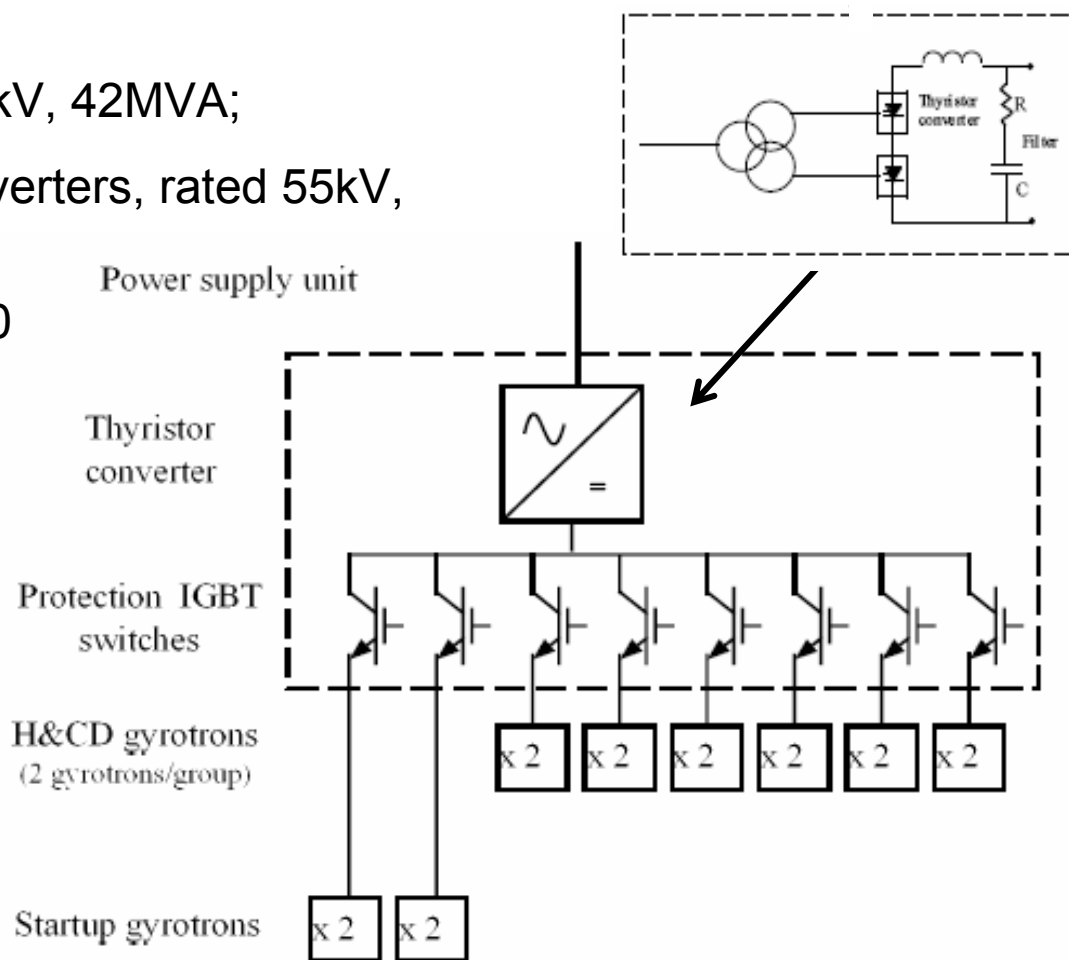 kV, 42MVA;
verters, rated 55kV,
0
Thyristor
converter
R
Filter
C
Power supply unit
Thyristor
converter
=
Protection IGBT
switches
H&CD gyrotrons
(2 gyrotrons/group)
x 2 x 2 x 2 x 2 x 2 x 2
Startup gyrotrons
x 2 x 2